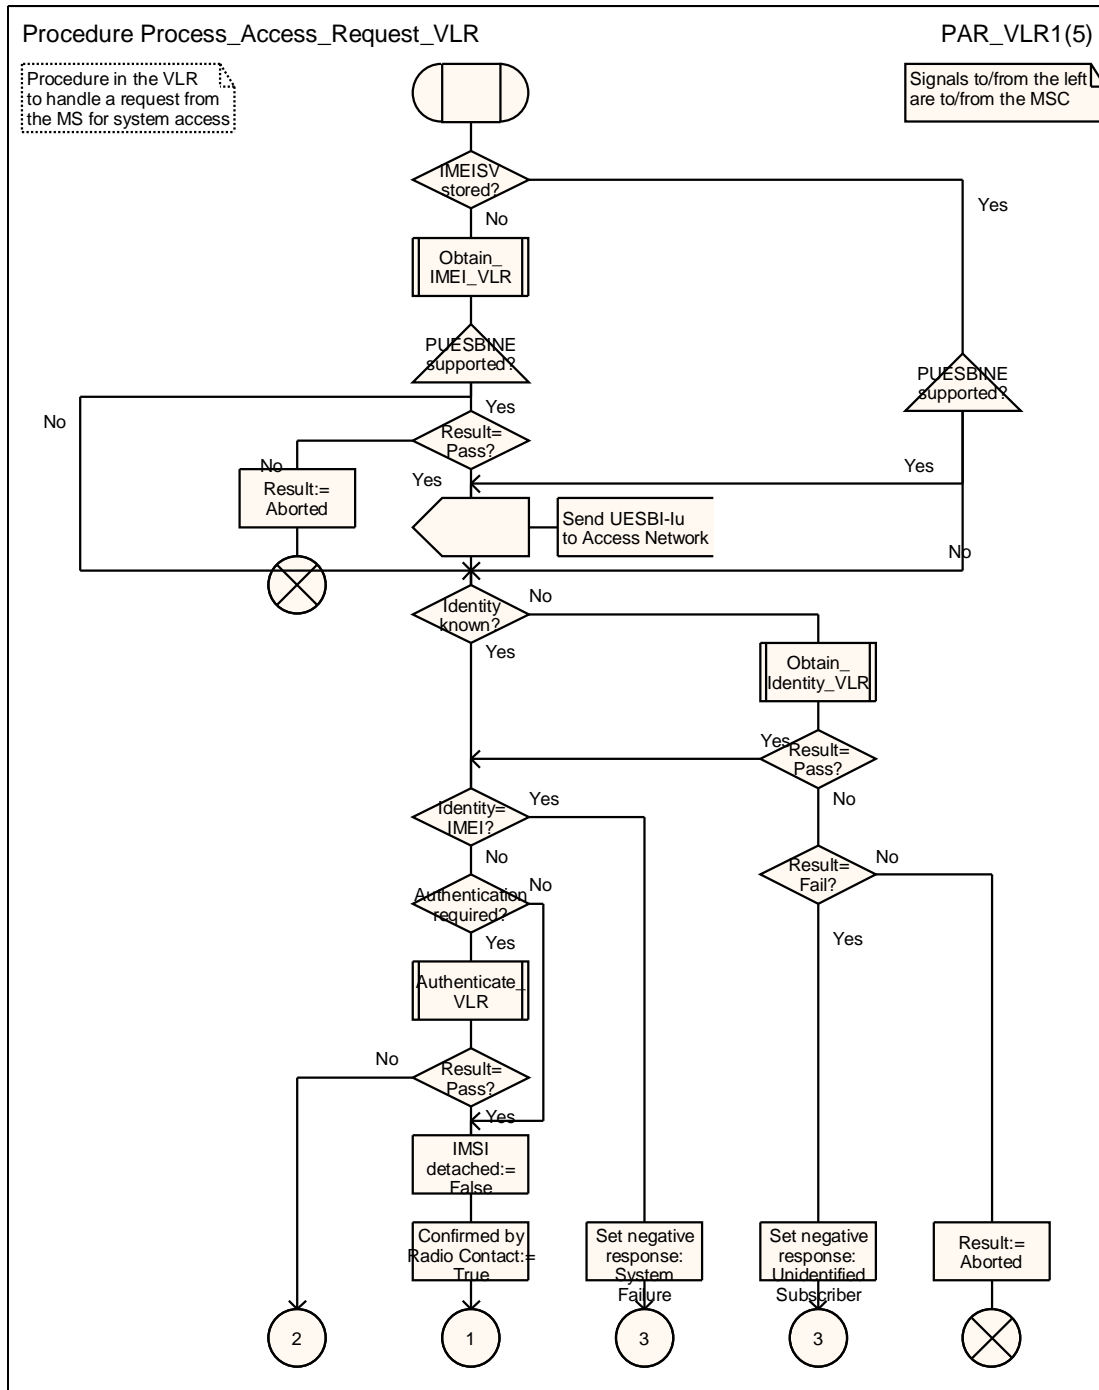 Procedure Process_Access_Request_VLR
PAR_VLR1(5)
Procedure in the VLR
to handle a request from
the MS for system access
Signals to/from the left
are to/from the MSC
IMEISV
stored?
Yes
No
Obtain_
IMEI_VLR
PUESBINE
supported?
PUESBINE
supported?
No
Yes
Result=
Pass?
No
Yes
Yes
Result:=
Aborted
Send UESBI-Iu
to Access Network
No
Identity
known?
No
Yes
Obtain_
Identity_VLR
Yes
Result=
Pass?
No
Identity=
IMEI?
Yes
No
Result=
Fail?
No
Yes
Authentication
required?
No
Yes
Authenticate_
VLR
No
Result=
Pass?
Yes
IMSI
detached:=
False
Confirmed by
Radio Contact:=
True
Set negative
response:
System
Failure
Set negative
response:
Unidentified
Subscriber
Result:=
Aborted
2
1
3
3